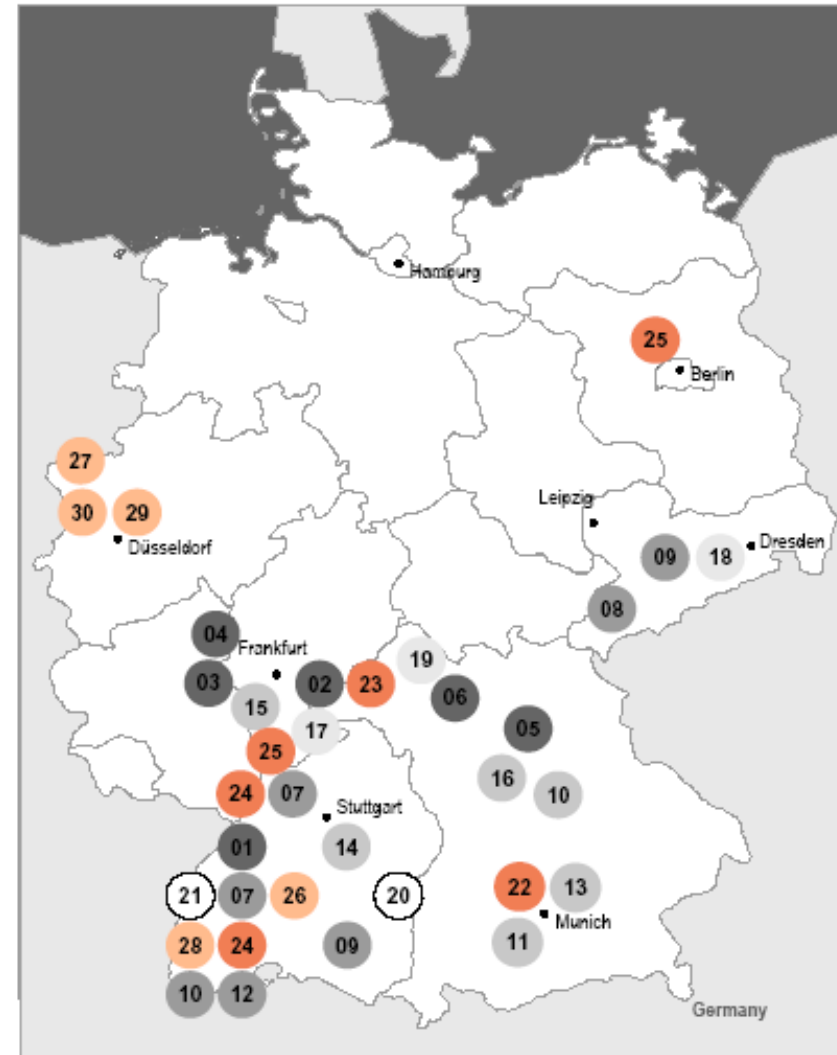 Hamburg
25
Berlin
27
Leipzig
30 29
Düsseldorf
Dresden
09 18
08
04
Frankfurt
19
03 02 23
06
15
17 05
25
16
24 07 10
Stuttgart
01 14
22 13
21 07 26 20
Munich
11
28 24 09
10 12
Germany